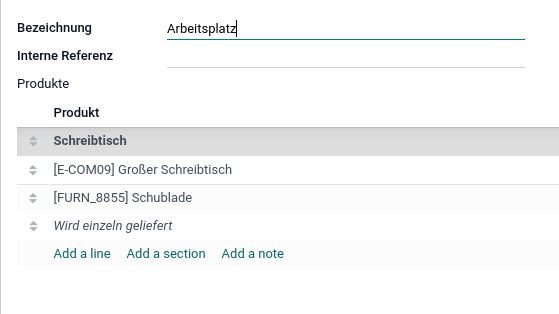 Bezeichnung Arbeitsplatz
Interne Referenz
Produkte
Produkt
Schreibtisch
[E-COM09] Großer Schreibtisch
[FURN_8855] Schublade
Wird einzeln geliefert
Add a line Add a section Add a note